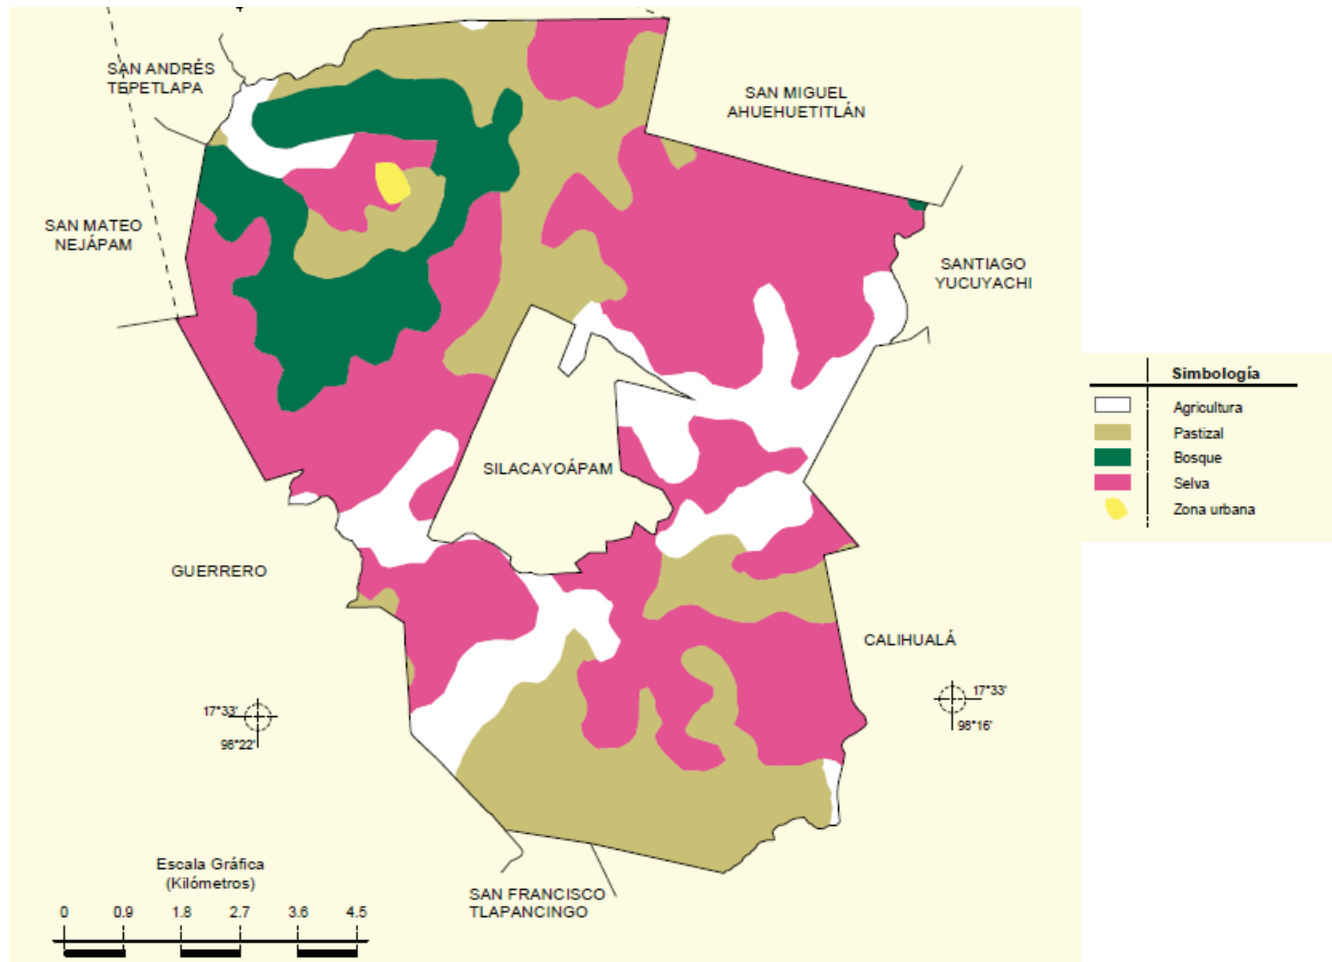 SAN ANDRÉS
TEPETLAPA
SAN MIGUEL
AHUEHUETITLÁN
SAN MATEO
NEJÁPAM
SANTIAGO
YUCUYACHI
Simbología
Agricultura
Pastizal
Bosque
Selva
Zona urbana
SILACAYOÁPAM
GUERRERO
CALIHUALÁ
17°33'
98°22'
17°33'
98°16'
Escala Gráfica
(Kilómetros)
0 0.9 1.8 2.7 3.6 4.5
SAN FRANCISCO
TLAPANCINGO